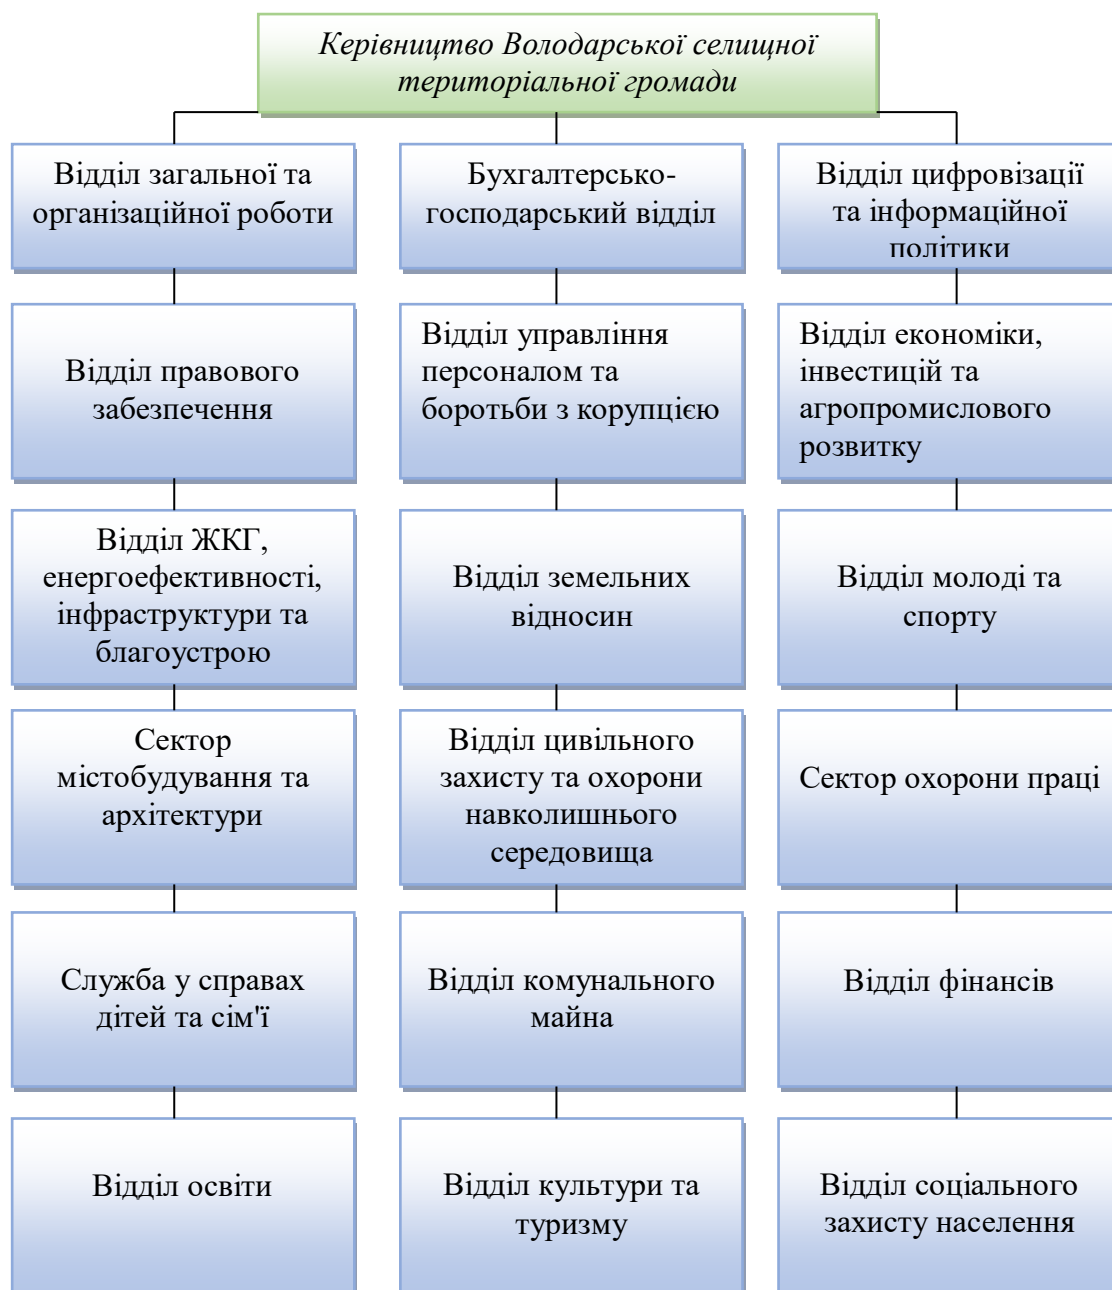 Керівництво Володарської селищної
територіальної громади
Відділ загальної та
організаційної роботи
Бухгалтерсько-
господарський відділ
Відділ цифровізації
та інформаційної
політики
Відділ правового
забезпечення
Відділ управління
персоналом та
боротьби з корупцією
Відділ економіки,
інвестицій та
агропромислового
розвитку
Відділ ЖКГ,
енергоефективності,
інфраструктури та
благоустрою
Відділ земельних
відносин
Відділ молоді та
спорту
Сектор
містобудування та
архітектури
Відділ цивільного
захисту та охорони
навколишнього
середовища
Сектор охорони праці
Служба у справах
дітей та сім'ї
Відділ комунального
майна
Відділ фінансів
Відділ освіти
Відділ культури та
туризму
Відділ соціального
захисту населення